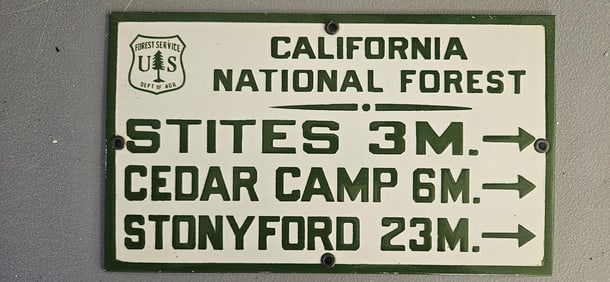 FOREST SERVICE
U S
DEPT OF AGR
CALIFORNIA
NATIONAL FOREST
STITES 3M.→
CEDAR CAMP 6M.→
STONYFORD 23M.→